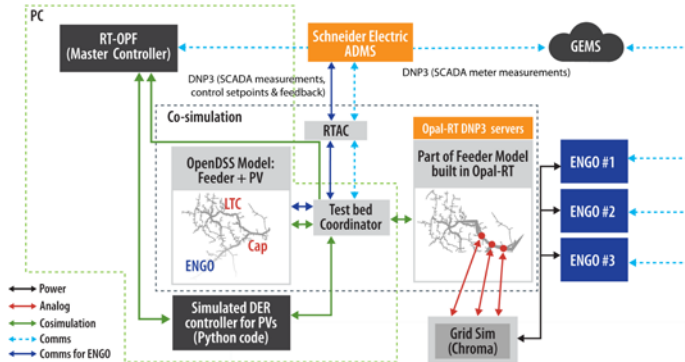 PC
RT-OPF
(Master Controller)
Schneider Electric
ADMS
GEMS
DNP3 (SCADA measurements,
control setpoints & feedback)
DNP3 (SCADA meter measurements)
Co-simulation
RTAC
Opal-RT DNP3 servers
OpenDSS Model:
Feeder + PV
LTC
Cap
ENGO
Test bed
Coordinator
Part of Feeder Model
built in Opal-RT
ENGO #1
ENGO #2
ENGO #3
Power
Analog
Cosimulation
Comms
Comms for ENGO
Simulated DER
controller for PVs
(Python code)
Grid Sim
(Chroma)